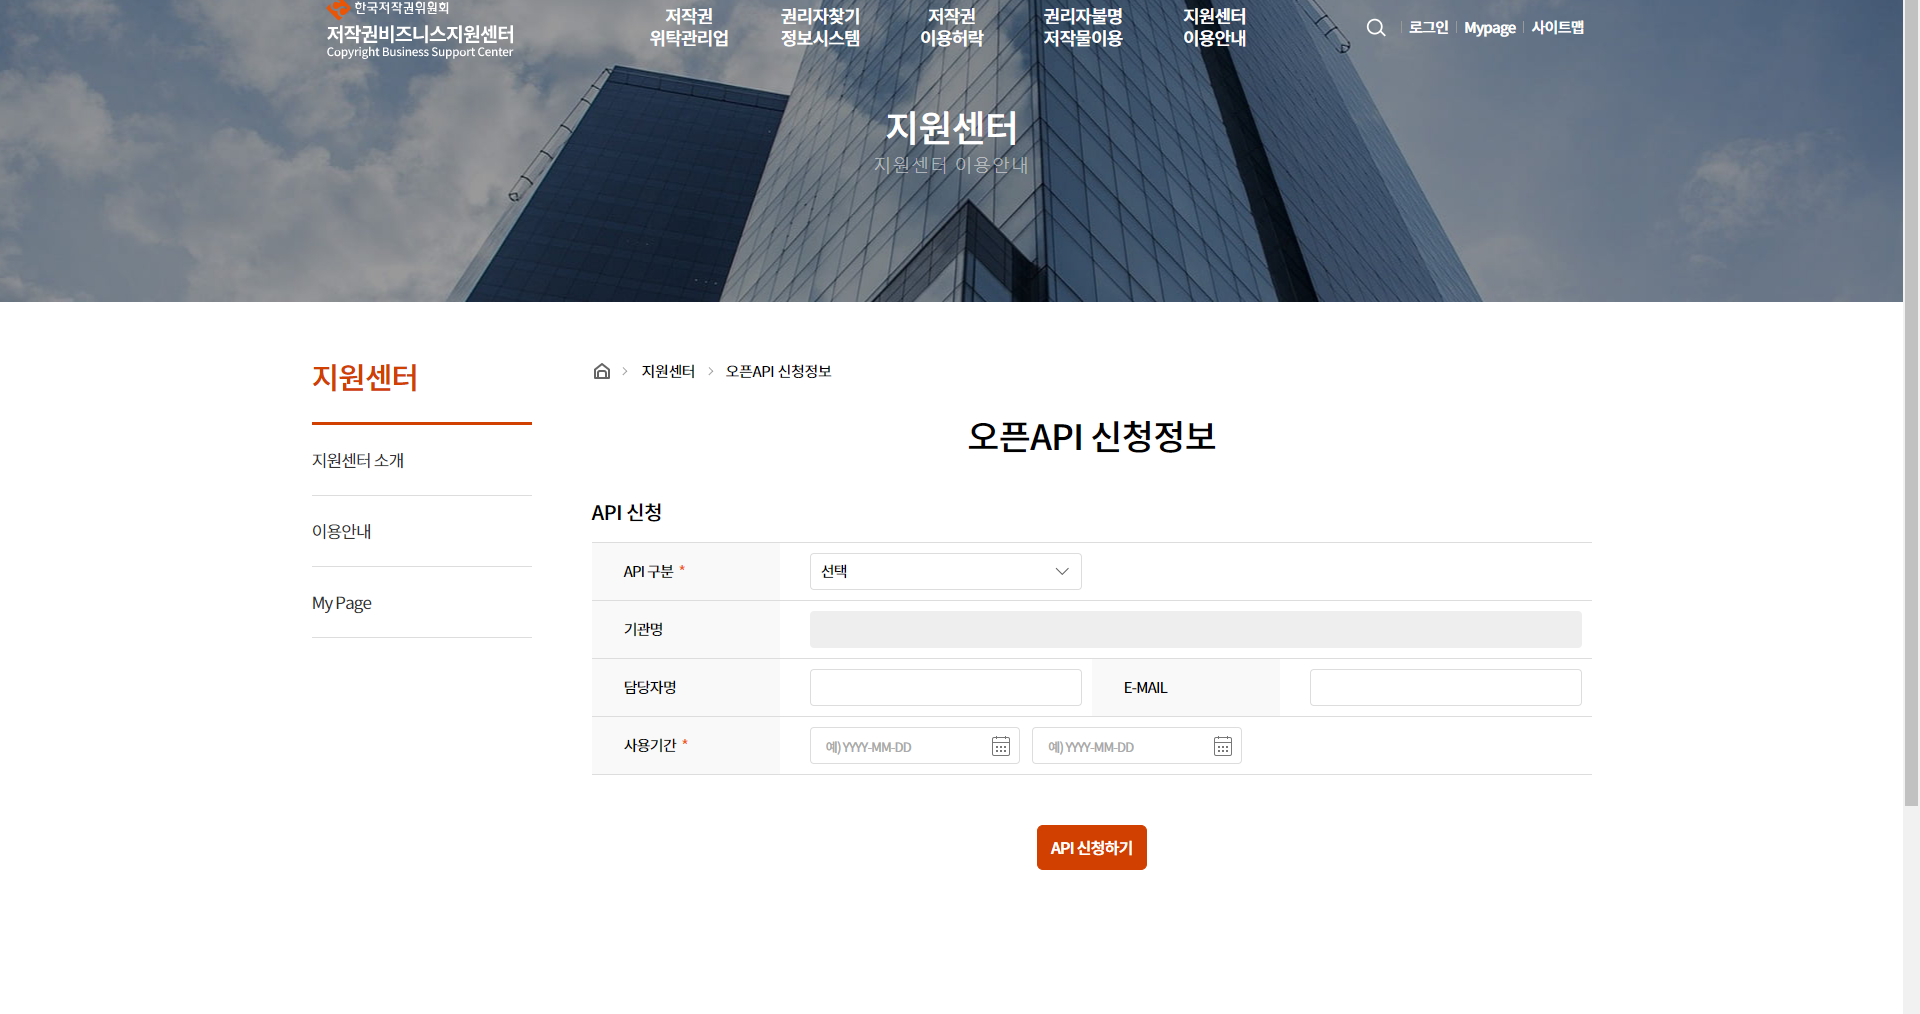 한국저작권위원회
저작권비즈니스지원센터
Copyright Business Support Center
저작권
위탁관리업
권리자찾기
정보시스템
저작권
이용허락
권리자불명
저작물이용
지원센터
이용안내
로그인
Mypage
사이트맵
지원센터
지원센터 이용안내
지원센터
지원센터 소개
이용안내
My Page
지원센터
오픈API 신청정보
오픈API 신청정보
API 신청
API 구분 *
선택
기관명
담당자명
E-MAIL
사용기간 *
예) YYYY-MM-DD
예) YYYY-MM-DD
API 신청하기